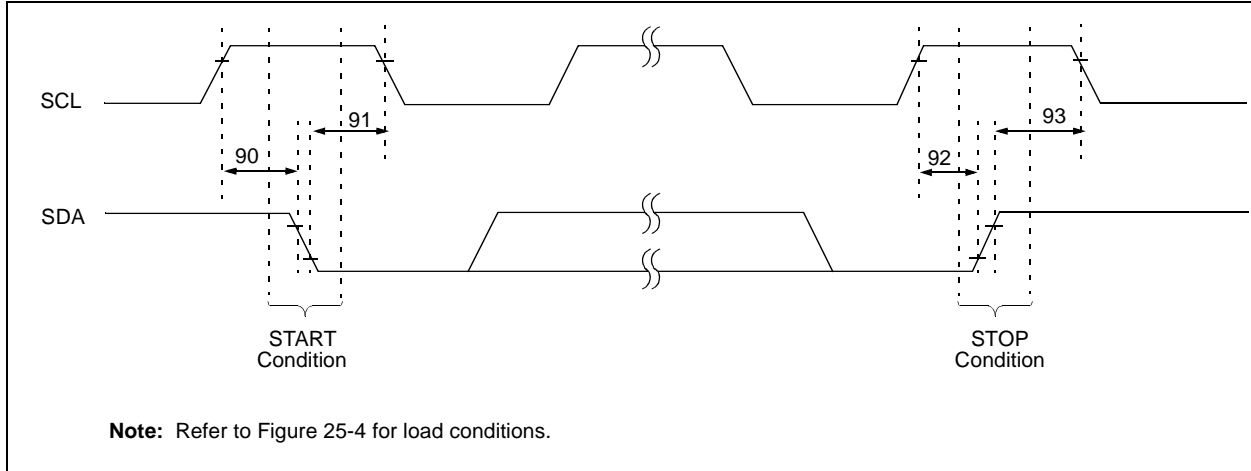 SCL
91
93
90
92
SDA
START
Condition
STOP
Condition
Note: Refer to Figure 25-4 for load conditions.